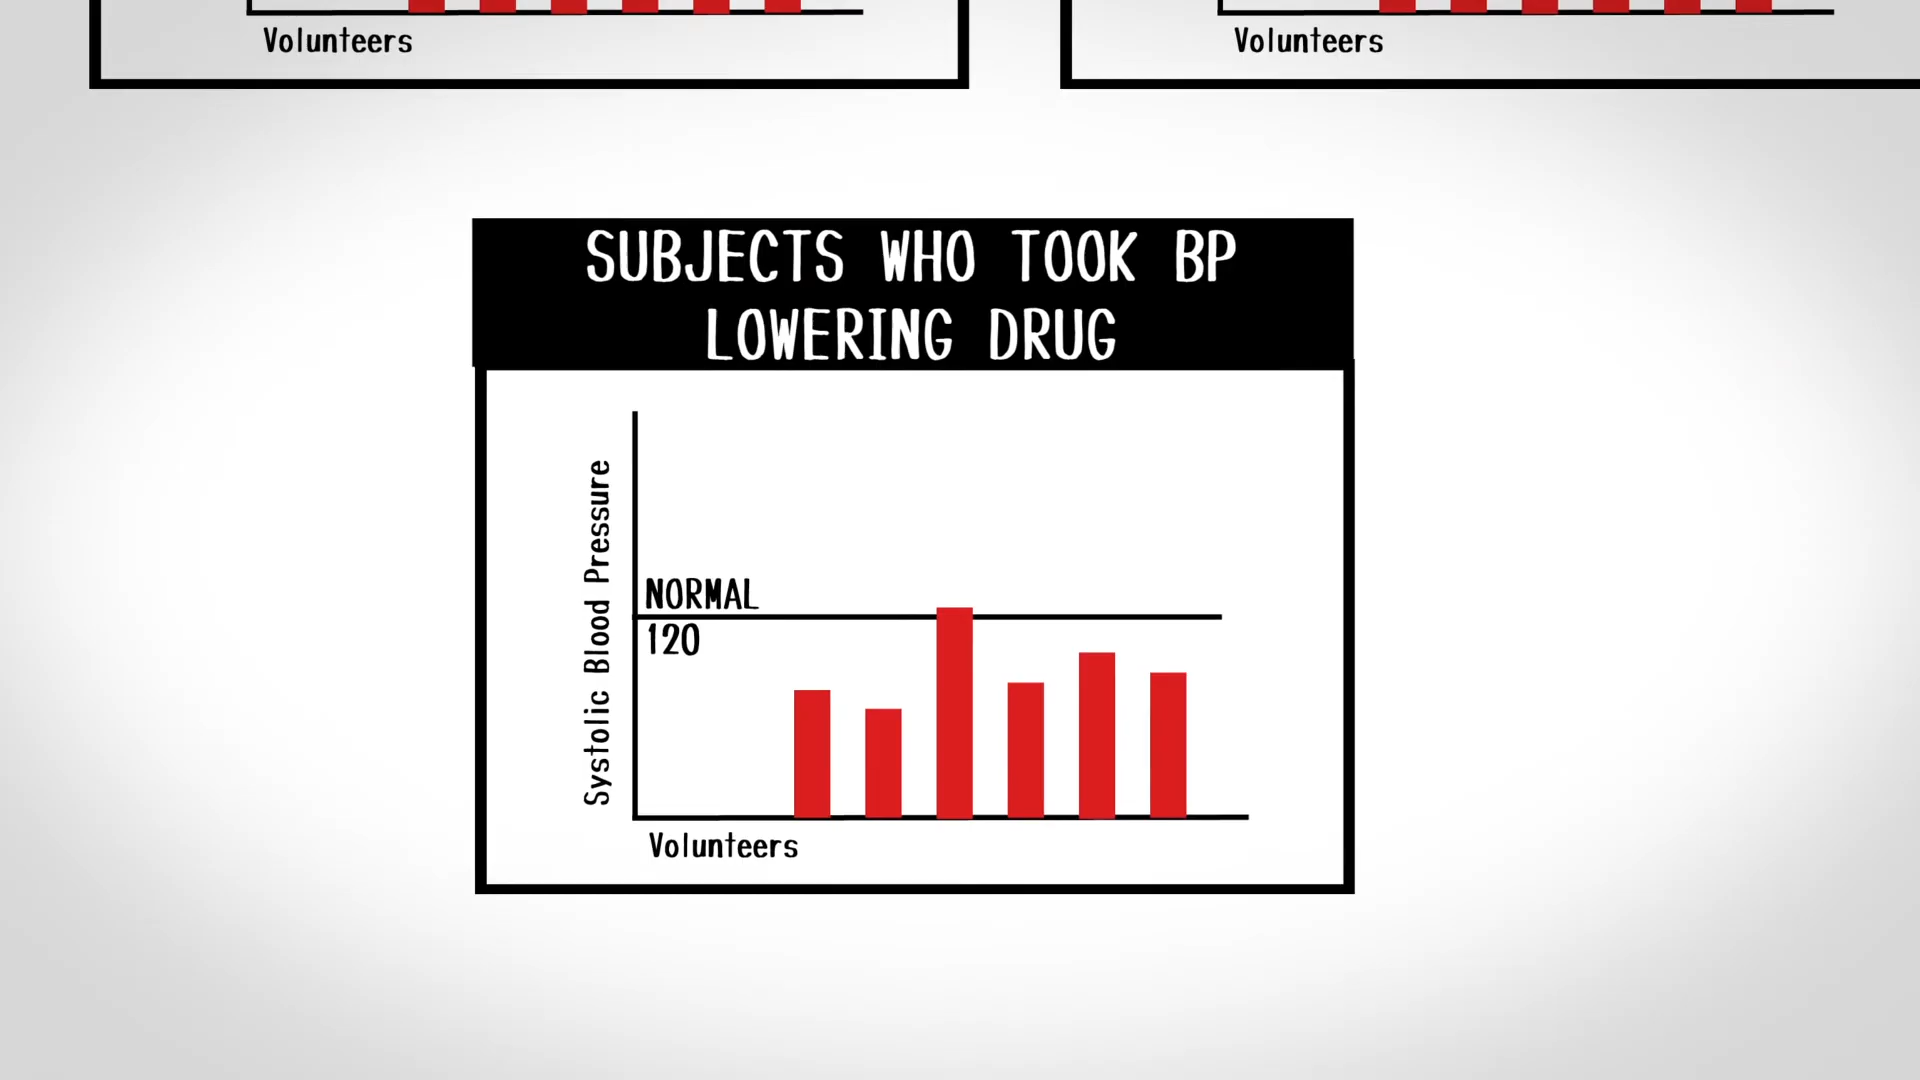 Volunteers
Volunteers
SUBJECTS WHO TOOK BP
LOWERING DRUG
Systolic Blood Pressure
NORMAL
120
Volunteers